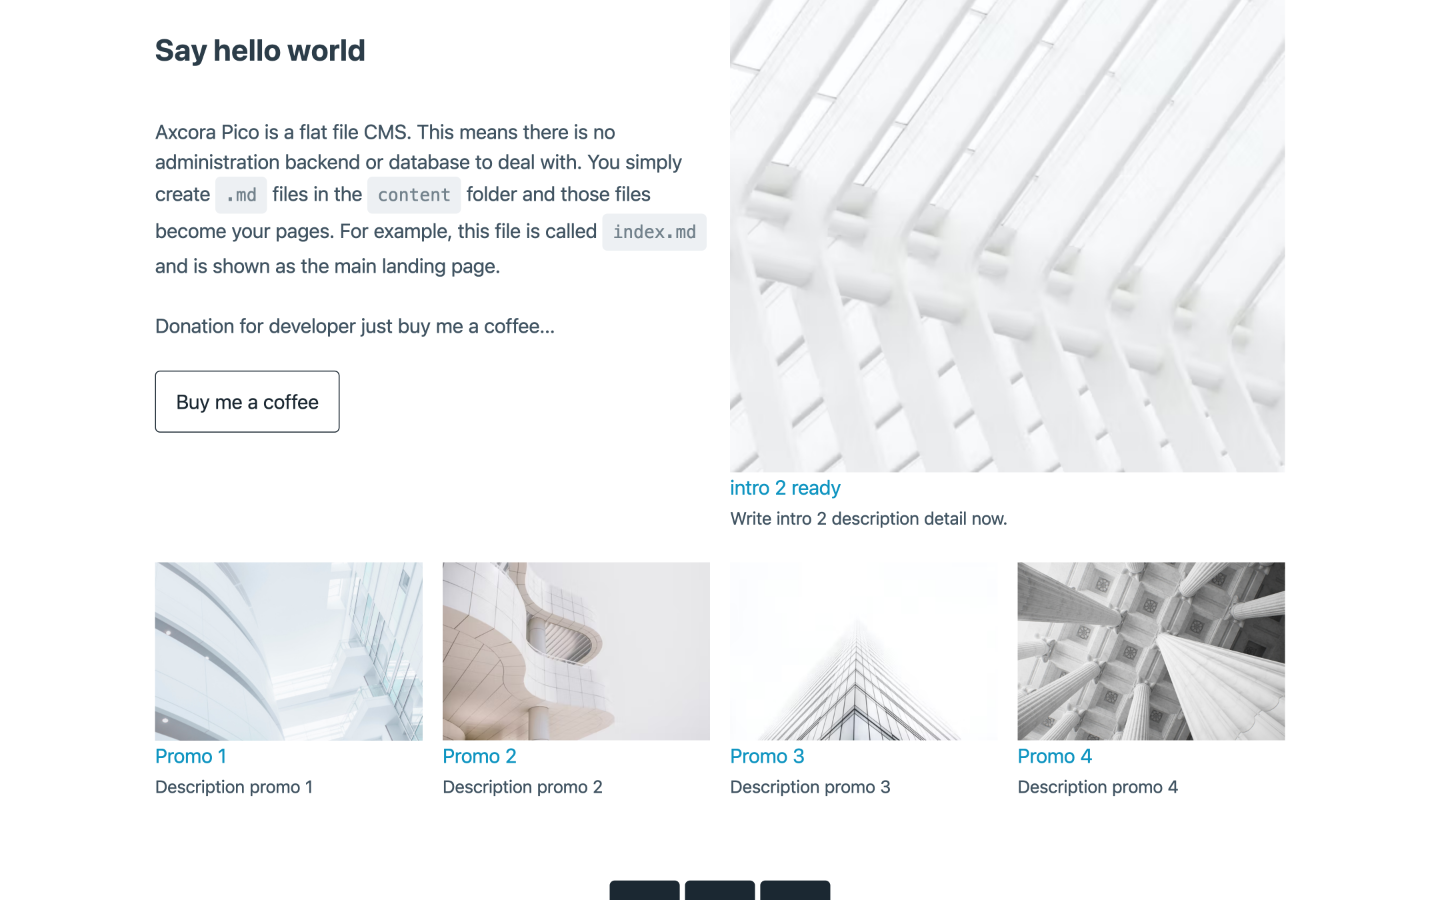 Say hello world
Axcora Pico is a flat file CMS. This means there is no
administration backend or database to deal with. You simply
create .md files in the content folder and those files
become your pages. For example, this file is called index.md
and is shown as the main landing page.
Donation for developer just buy me a coffee...
Buy me a coffee
intro 2 ready
Write intro 2 description detail now.
Promo 1
Description promo 1
Promo 2
Description promo 2
Promo 3
Description promo 3
Promo 4
Description promo 4